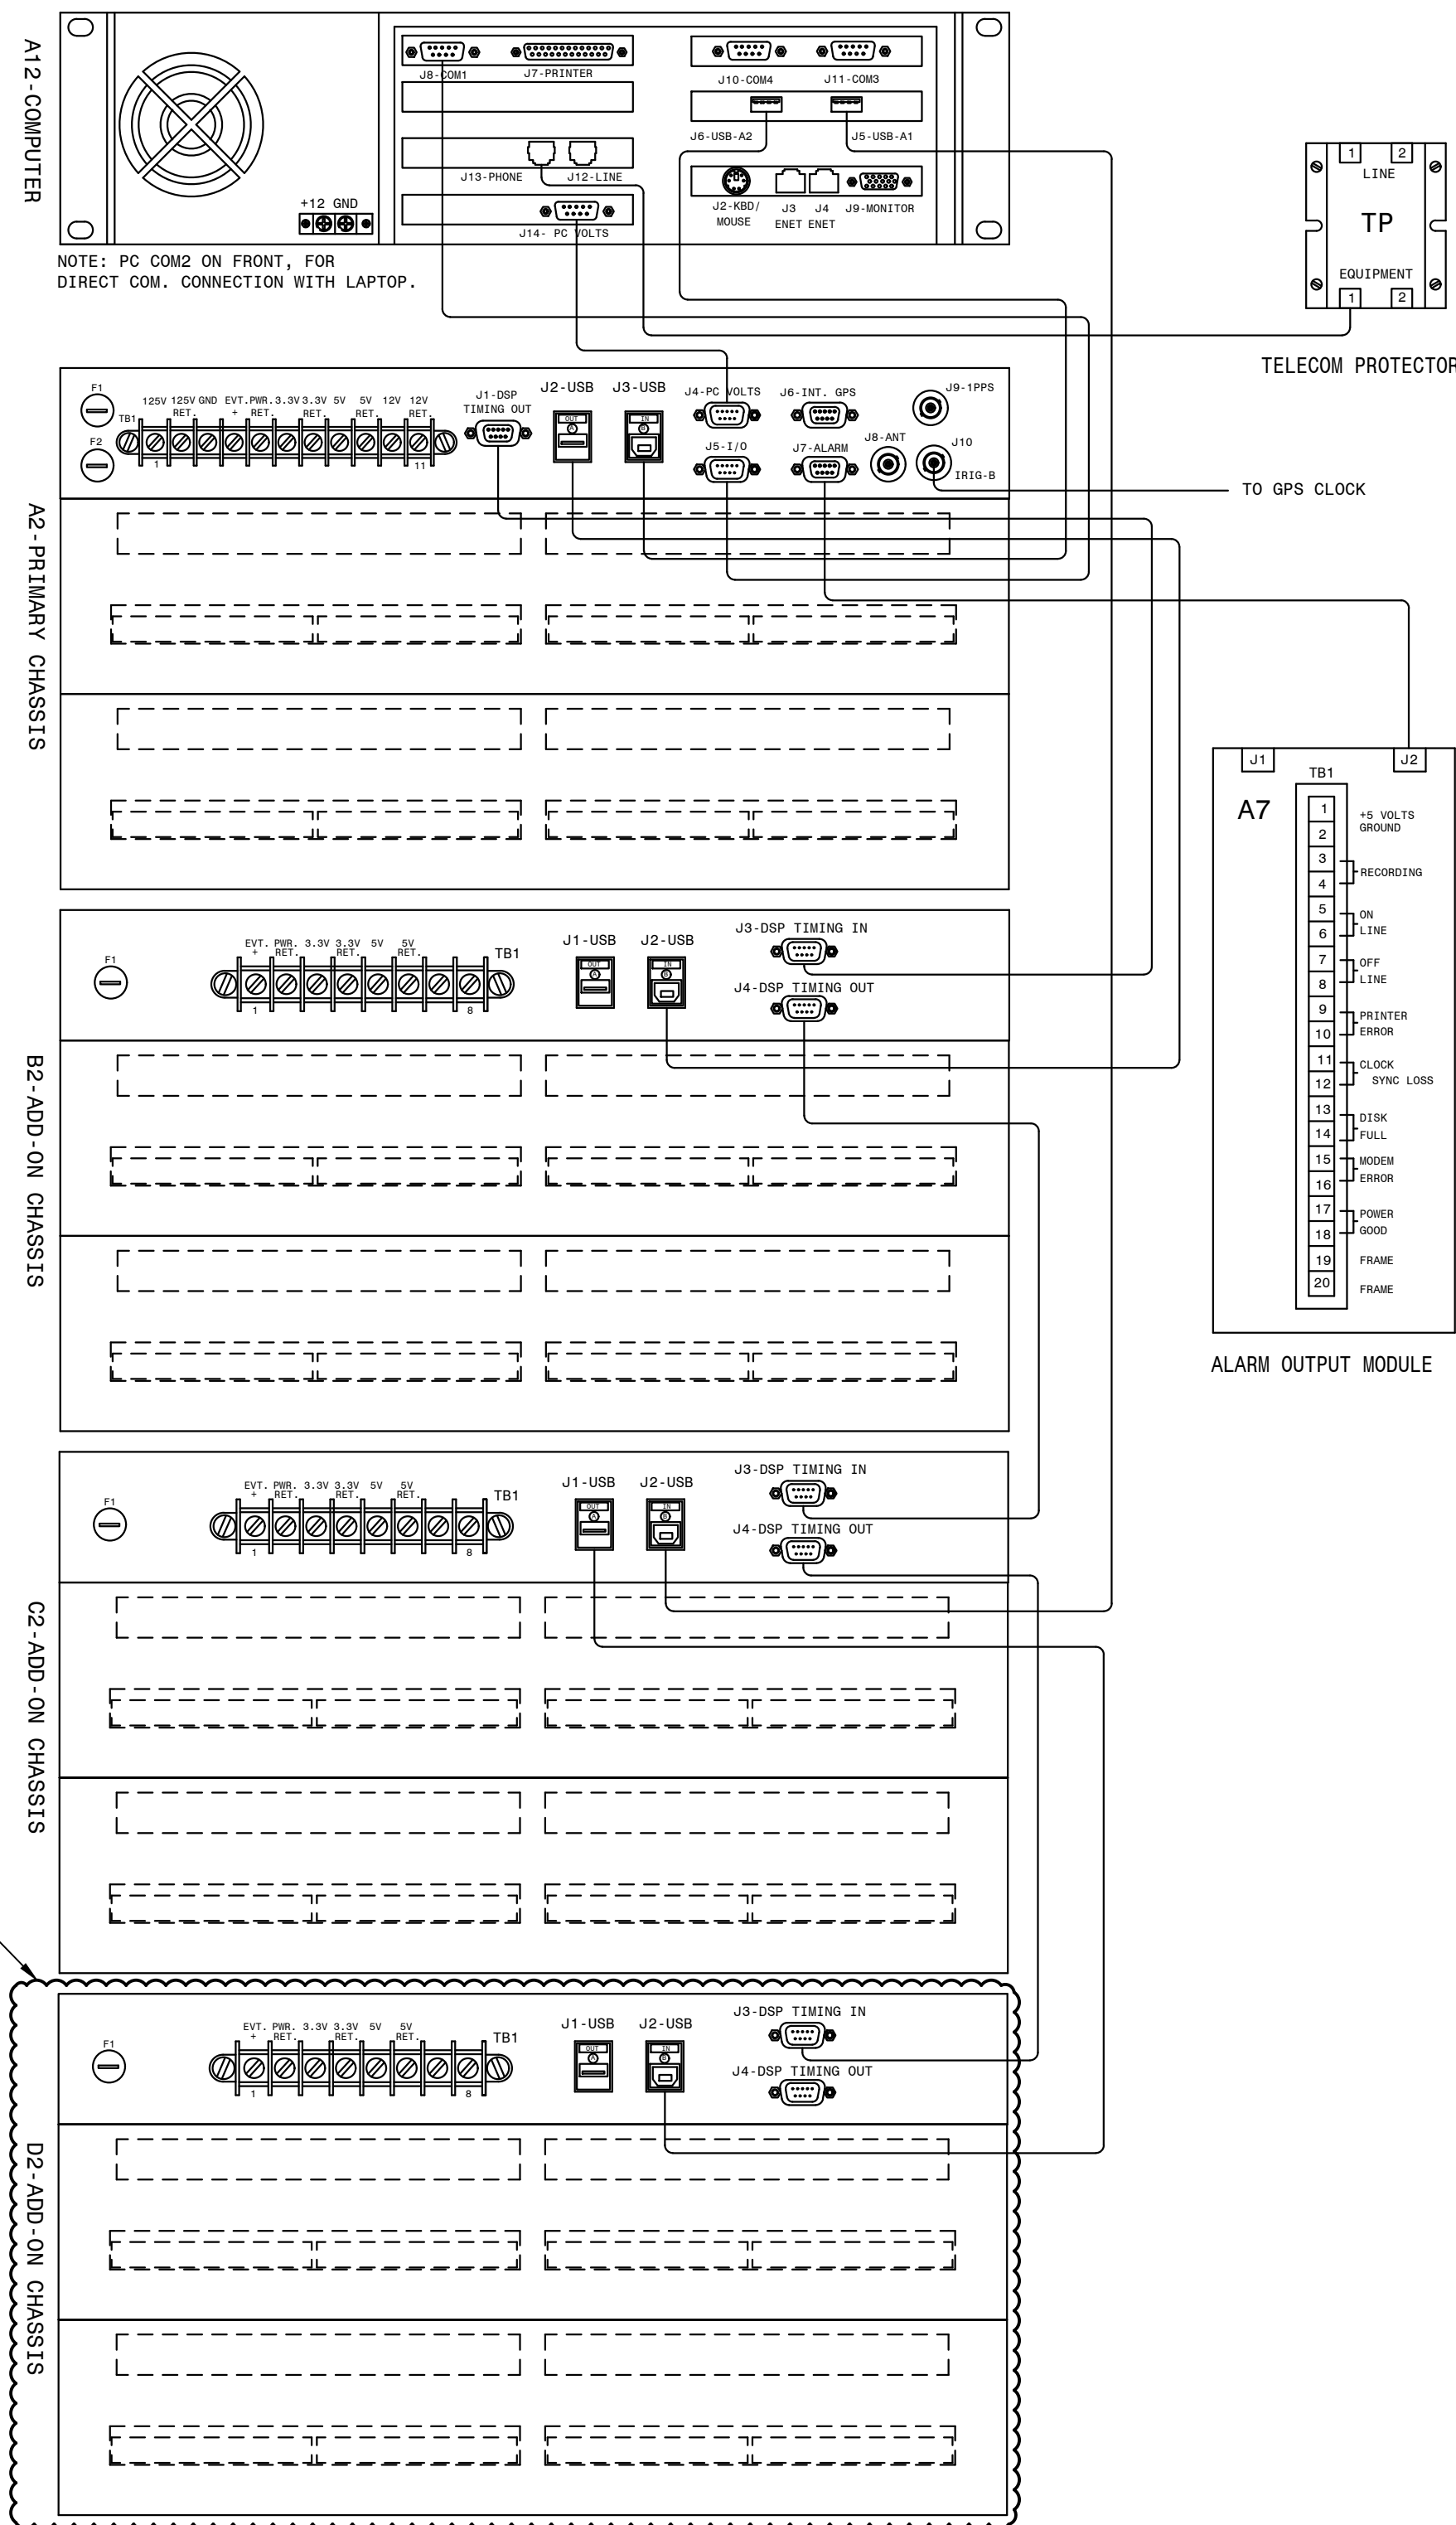 A12-COMPUTER
J8-COM1
J7-PRINTER
J10-COM4
J11-COM3
J6-USB-A2
J5-USB-A1
J13-PHONE
J12-LINE
J2-KBD/
MOUSE
J3
ENET
J4
ENET
J9-MONITOR
+12 GND
J14- PC VOLTS
NOTE: PC COM2 ON FRONT, FOR
DIRECT COM. CONNECTION WITH LAPTOP.
1
2
LINE
TP
EQUIPMENT
1
2
TELECOM PROTECTOR
A2-PRIMARY CHASSIS
F1
F2
TB1
125V
125V
RET.
GND
EVT.
+
PWR.
RET.
3.3V
3.3V
RET.
5V
5V
RET.
12V
12V
RET.
1
11
J1-DSP
TIMING OUT
J2-USB
OUT
A
J3-USB
IN
B
J4-PC VOLTS
J5-I/O
J6-INT. GPS
J7-ALARM
J9-1PPS
J8-ANT
J10
IRIG-B
TO GPS CLOCK
J1
J2
A7
TB1
1
2
3
4
5
6
7
8
9
10
11
12
13
14
15
16
17
18
19
20
+5 VOLTS
GROUND
RECORDING
ON
LINE
OFF
LINE
PRINTER
ERROR
CLOCK
SYNC LOSS
DISK
FULL
MODEM
ERROR
POWER
GOOD
FRAME
FRAME
ALARM OUTPUT MODULE
B2-ADD-ON CHASSIS
F1
EVT.
+
PWR.
RET.
3.3V
3.3V
RET.
5V
5V
RET.
TB1
1
8
J1-USB
OUT
A
J2-USB
IN
B
J3-DSP TIMING IN
J4-DSP TIMING OUT
C2-ADD-ON CHASSIS
F1
EVT.
+
PWR.
RET.
3.3V
3.3V
RET.
5V
5V
RET.
TB1
1
8
J1-USB
OUT
A
J2-USB
IN
B
J3-DSP TIMING IN
J4-DSP TIMING OUT
D2-ADD-ON CHASSIS
F1
EVT.
+
PWR.
RET.
3.3V
3.3V
RET.
5V
5V
RET.
TB1
1
8
J1-USB
OUT
A
J2-USB
IN
B
J3-DSP TIMING IN
J4-DSP TIMING OUT